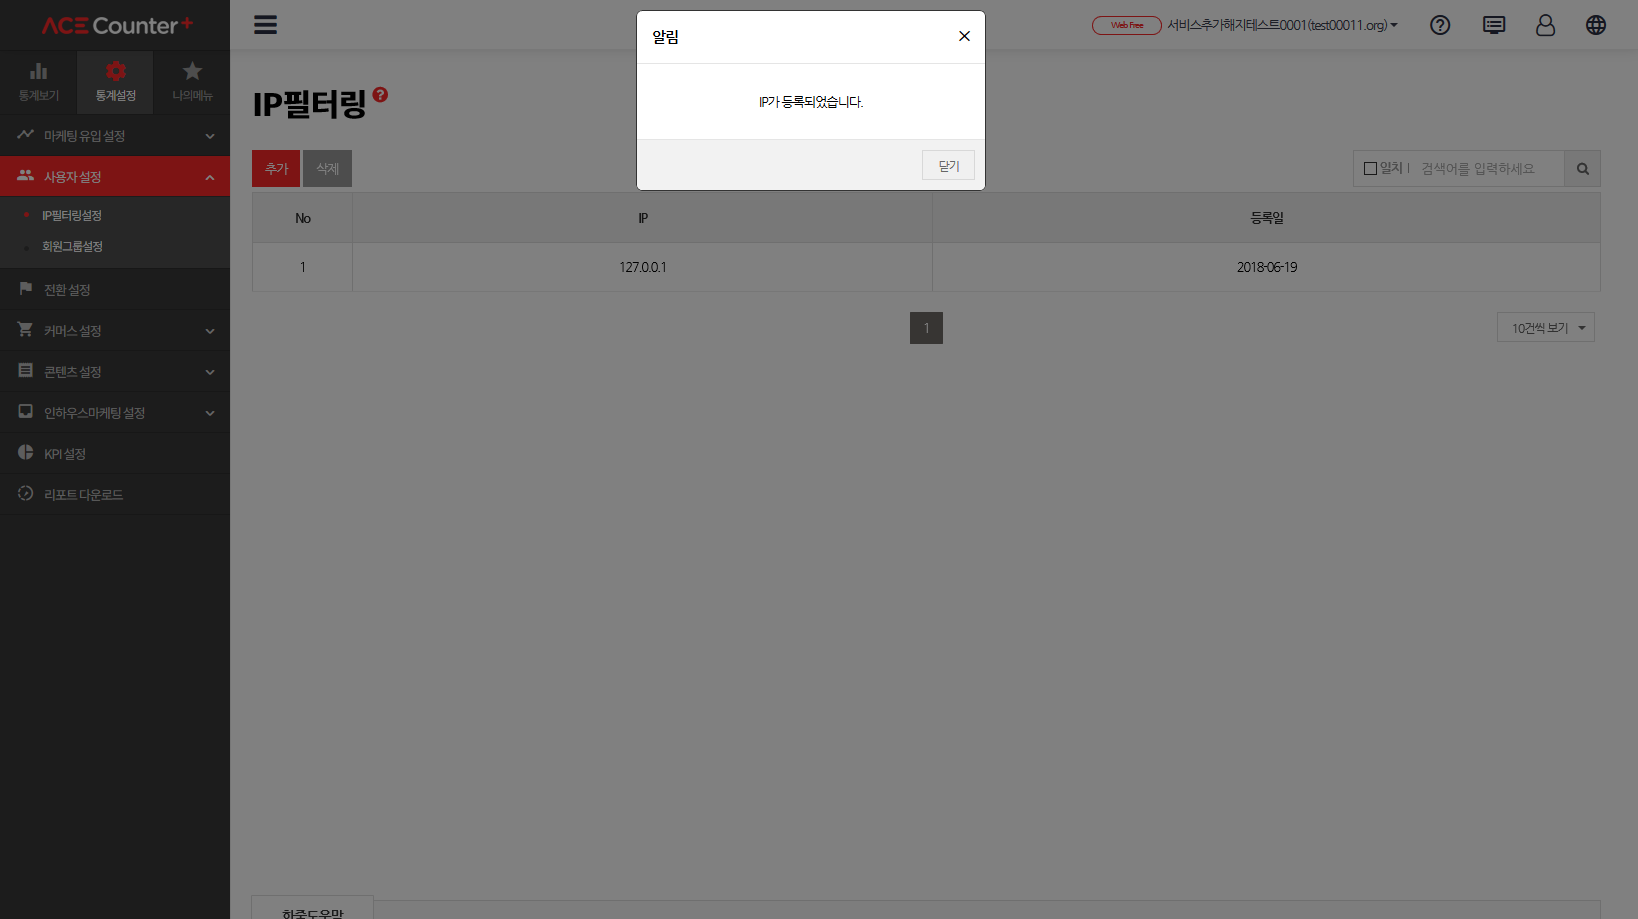 ACE Counter+
Web Free 서비스추가해지테스트0001(test00011.org)
통계보기 통계설정 나의메뉴
마케팅 유입 설정
사용자 설정
IP필터링설정
회원그룹설정
전환 설정
커머스 설정
콘텐츠 설정
인하우스마케팅 설정
KPI 설정
리포트 다운로드
알림
IP가 등록되었습니다.
닫기
IP필터링 ?
추가 삭제
일치 검색어를 입력하세요
No IP 등록일
1 127.0.0.1 2018-06-19
1
10건씩 보기